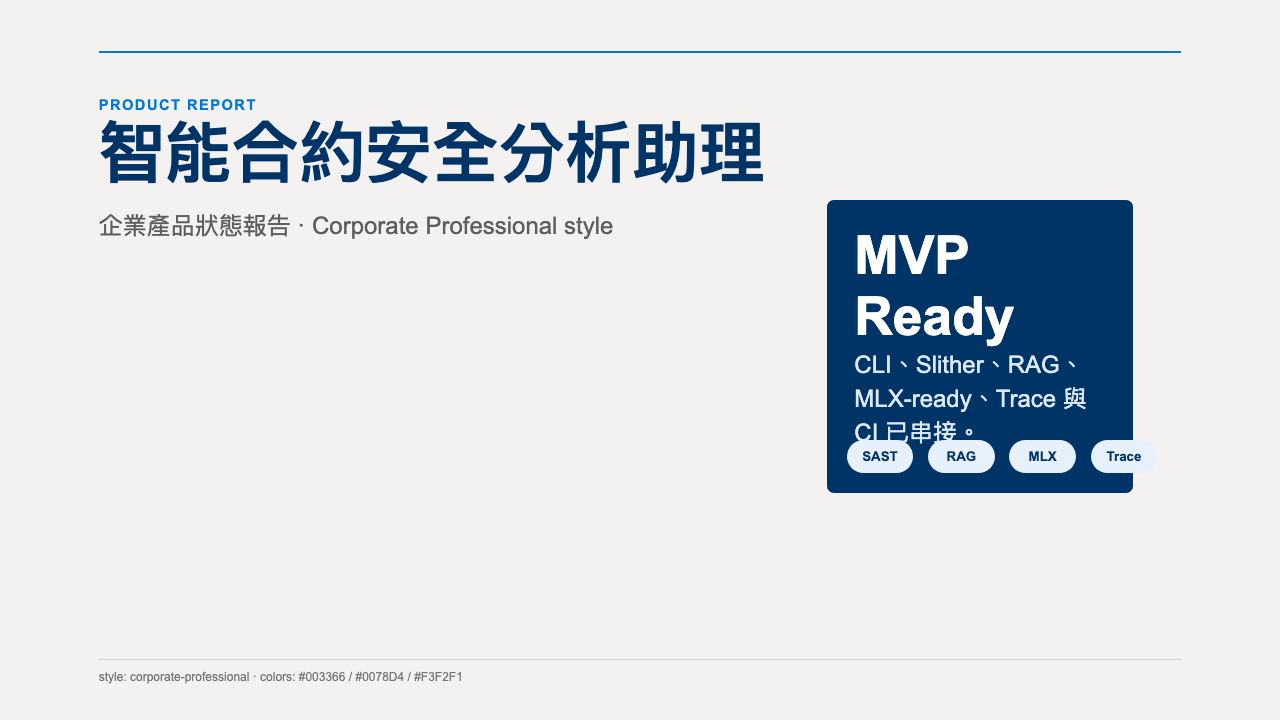 PRODUCT REPORT
智能合約安全分析助理
企業產品狀態報告 · Corporate Professional style
MVP
Ready
CLI、Slither、RAG、
MLX-ready、Trace 與
CI 已串接。
SAST
RAG
MLX
Trace
style: corporate-professional · colors: #003366 / #0078D4 / #F3F2F1